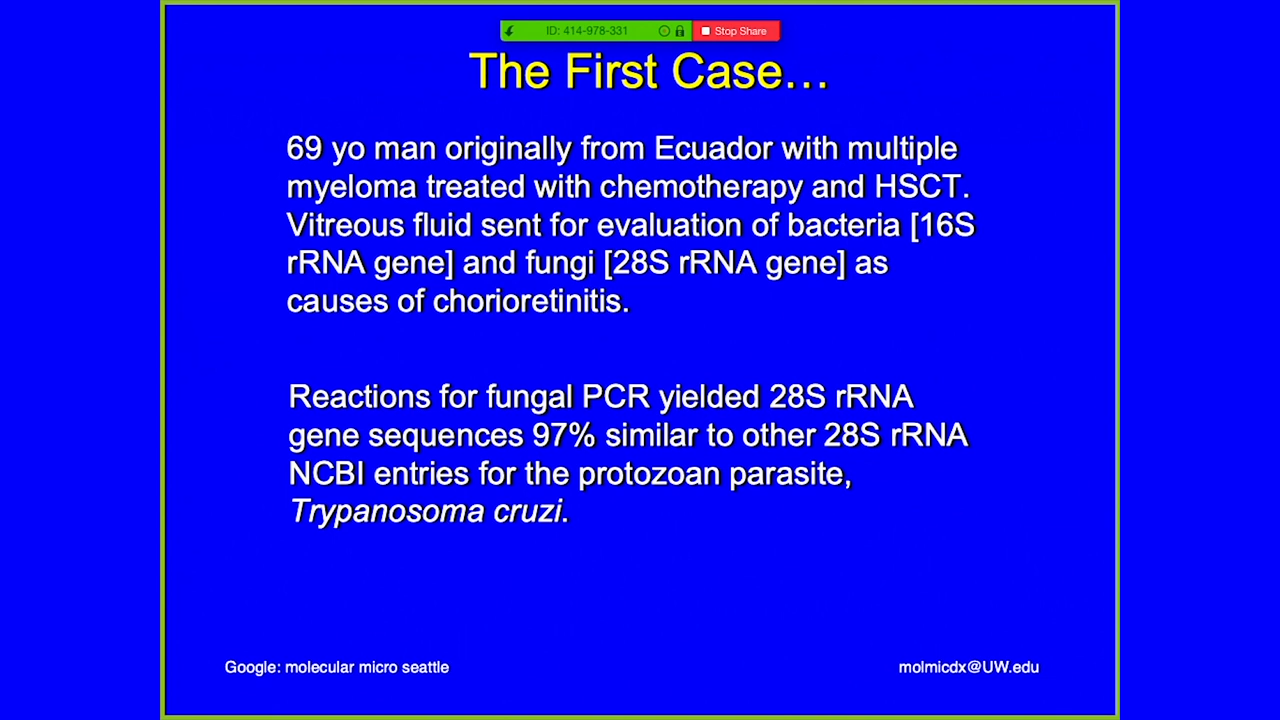 ID: 414-978-331
Stop Share
The First Case…
69 yo man originally from Ecuador with multiple
myeloma treated with chemotherapy and HSCT.
Vitreous fluid sent for evaluation of bacteria [16S
rRNA gene] and fungi [28S rRNA gene] as
causes of chorioretinitis.
Reactions for fungal PCR yielded 28S rRNA
gene sequences 97% similar to other 28S rRNA
NCBI entries for the protozoan parasite,
Trypanosoma cruzi.
Google: molecular micro seattle
molmicdx@UW.edu